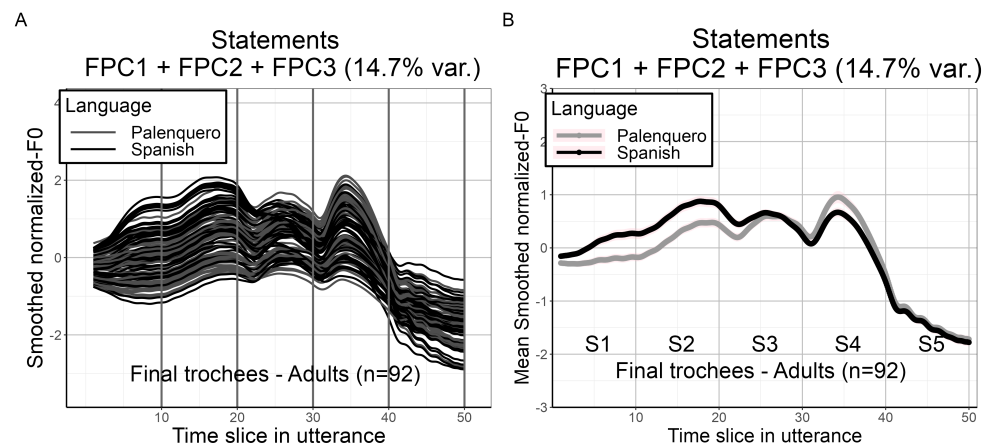 A
Statements
FPC1 + FPC2 + FPC3 (14.7% var.)
Language
Palenquero
Spanish
Smoothed normalized-F0
4
2
0
-2
Final trochees - Adults (n=92)
10
20
30
40
50
Time slice in utterance
B
Statements
FPC1 + FPC2 + FPC3 (14.7% var.)
Language
Palenquero
Spanish
Mean Smoothed normalized-F0
3
2
1
0
-1
-2
-3
S1 S2 S3 S4 S5
Final trochees - Adults (n=92)
10
20
30
40
50
Time slice in utterance